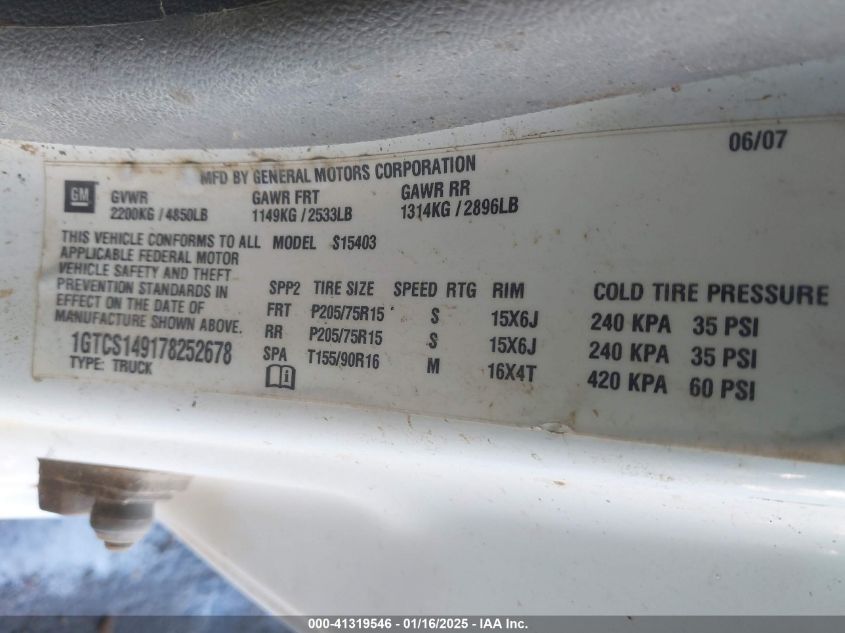 06/07
MFD BY GENERAL MOTORS CORPORATION
GM
GVWR GAWR FRT GAWR RR
2200KG / 4850LB 1149KG / 2533LB 1314KG / 2896LB
THIS VEHICLE CONFORMS TO ALL MODEL S15403
APPLICABLE FEDERAL MOTOR
VEHICLE SAFETY AND THEFT
PREVENTION STANDARDS IN
EFFECT ON THE DATE OF
MANUFACTURE SHOWN ABOVE.
1GTCS149178252678
TYPE: TRUCK
SPP2 TIRE SIZE SPEED RTG RIM COLD TIRE PRESSURE
FRT P205/75R15 S 15X6J 240 KPA 35 PSI
RR P205/75R15 S 15X6J 240 KPA 35 PSI
SPA T155/90R16 M 16X4T 420 KPA 60 PSI
000-41319546 - 01/16/2025 - IAA Inc.